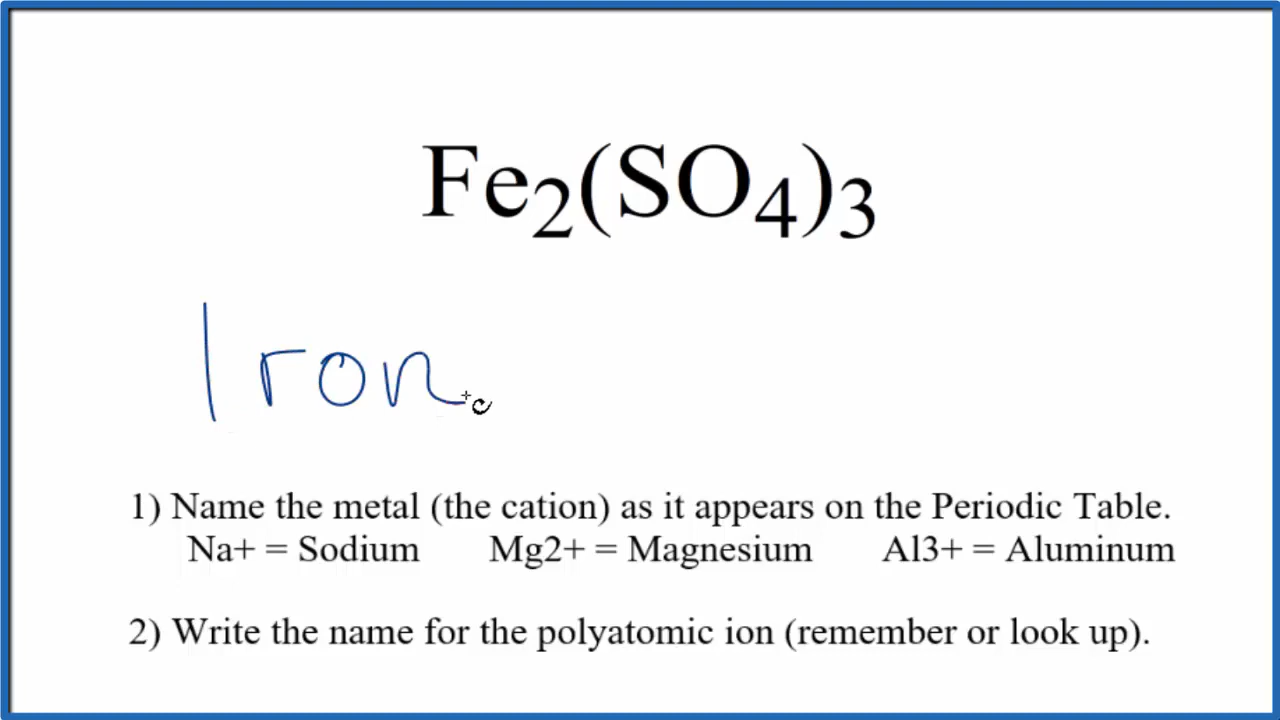 Fe₂(SO₄)₃
Iron
1) Name the metal (the cation) as it appears on the Periodic Table.
Na+ = Sodium Mg2+ = Magnesium Al3+ = Aluminum
2) Write the name for the polyatomic ion (remember or look up).